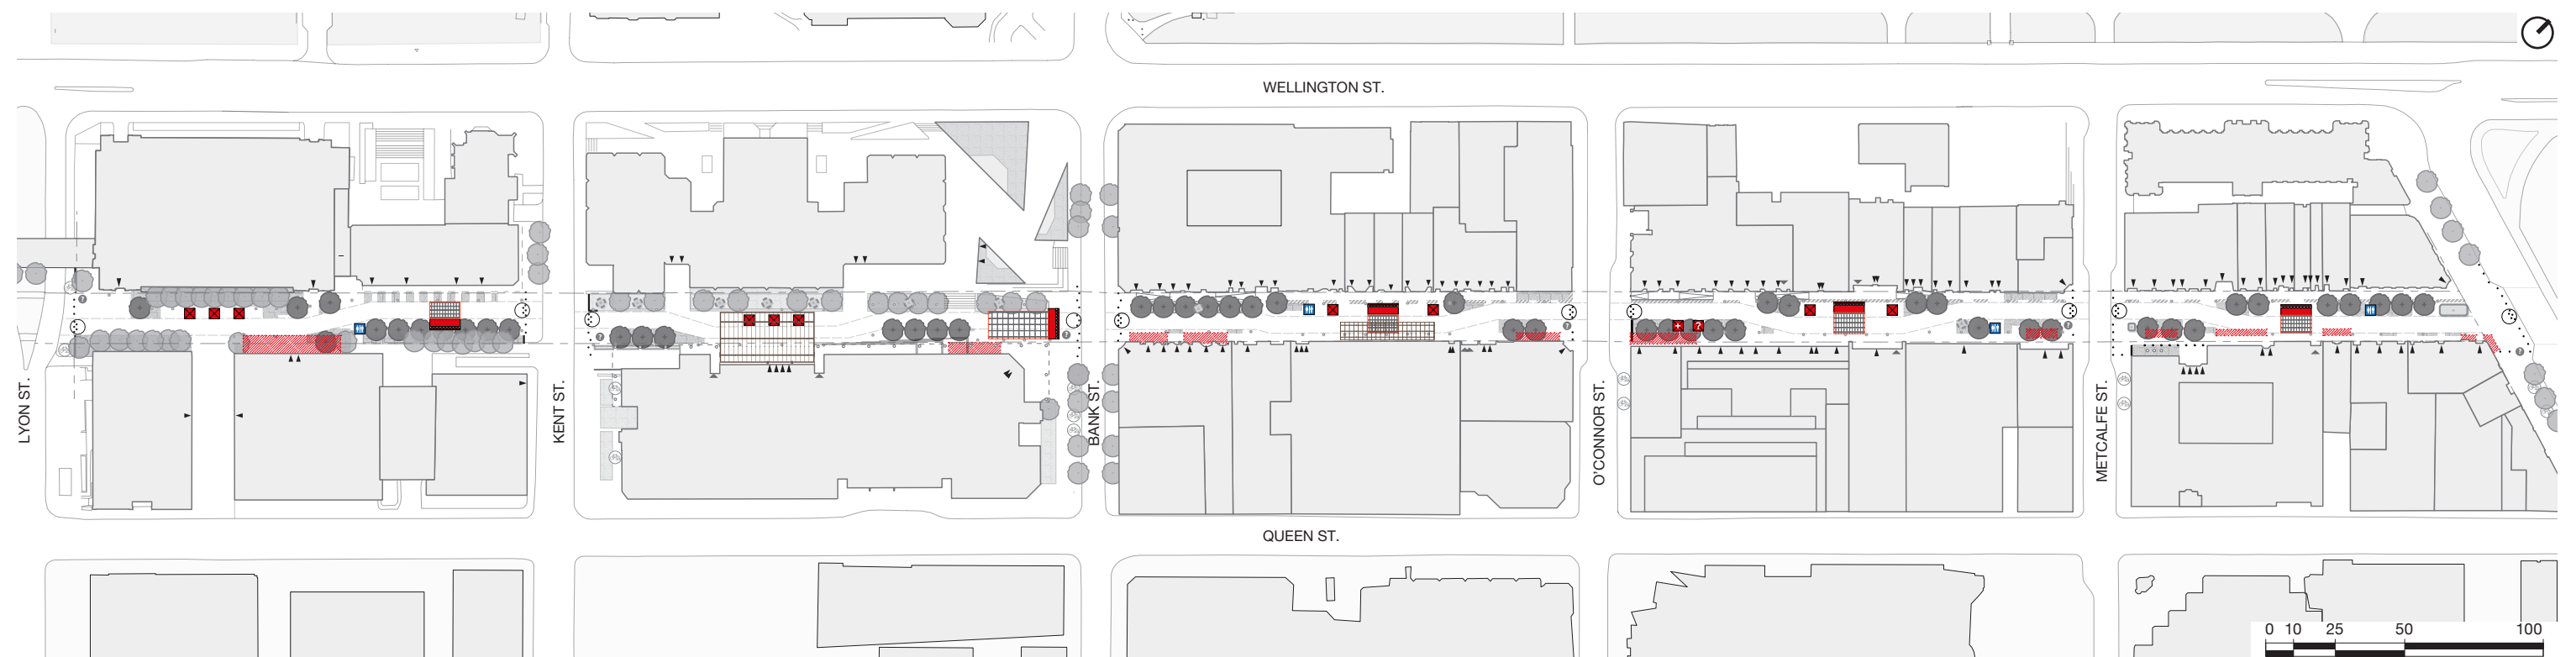 WELLINGTON ST.
LYON ST.
KENT ST.
BANK ST.
O'CONNOR ST.
METCALFE ST.
?
?
?
?
?
?
?
QUEEN ST.
0 10 25 50 100